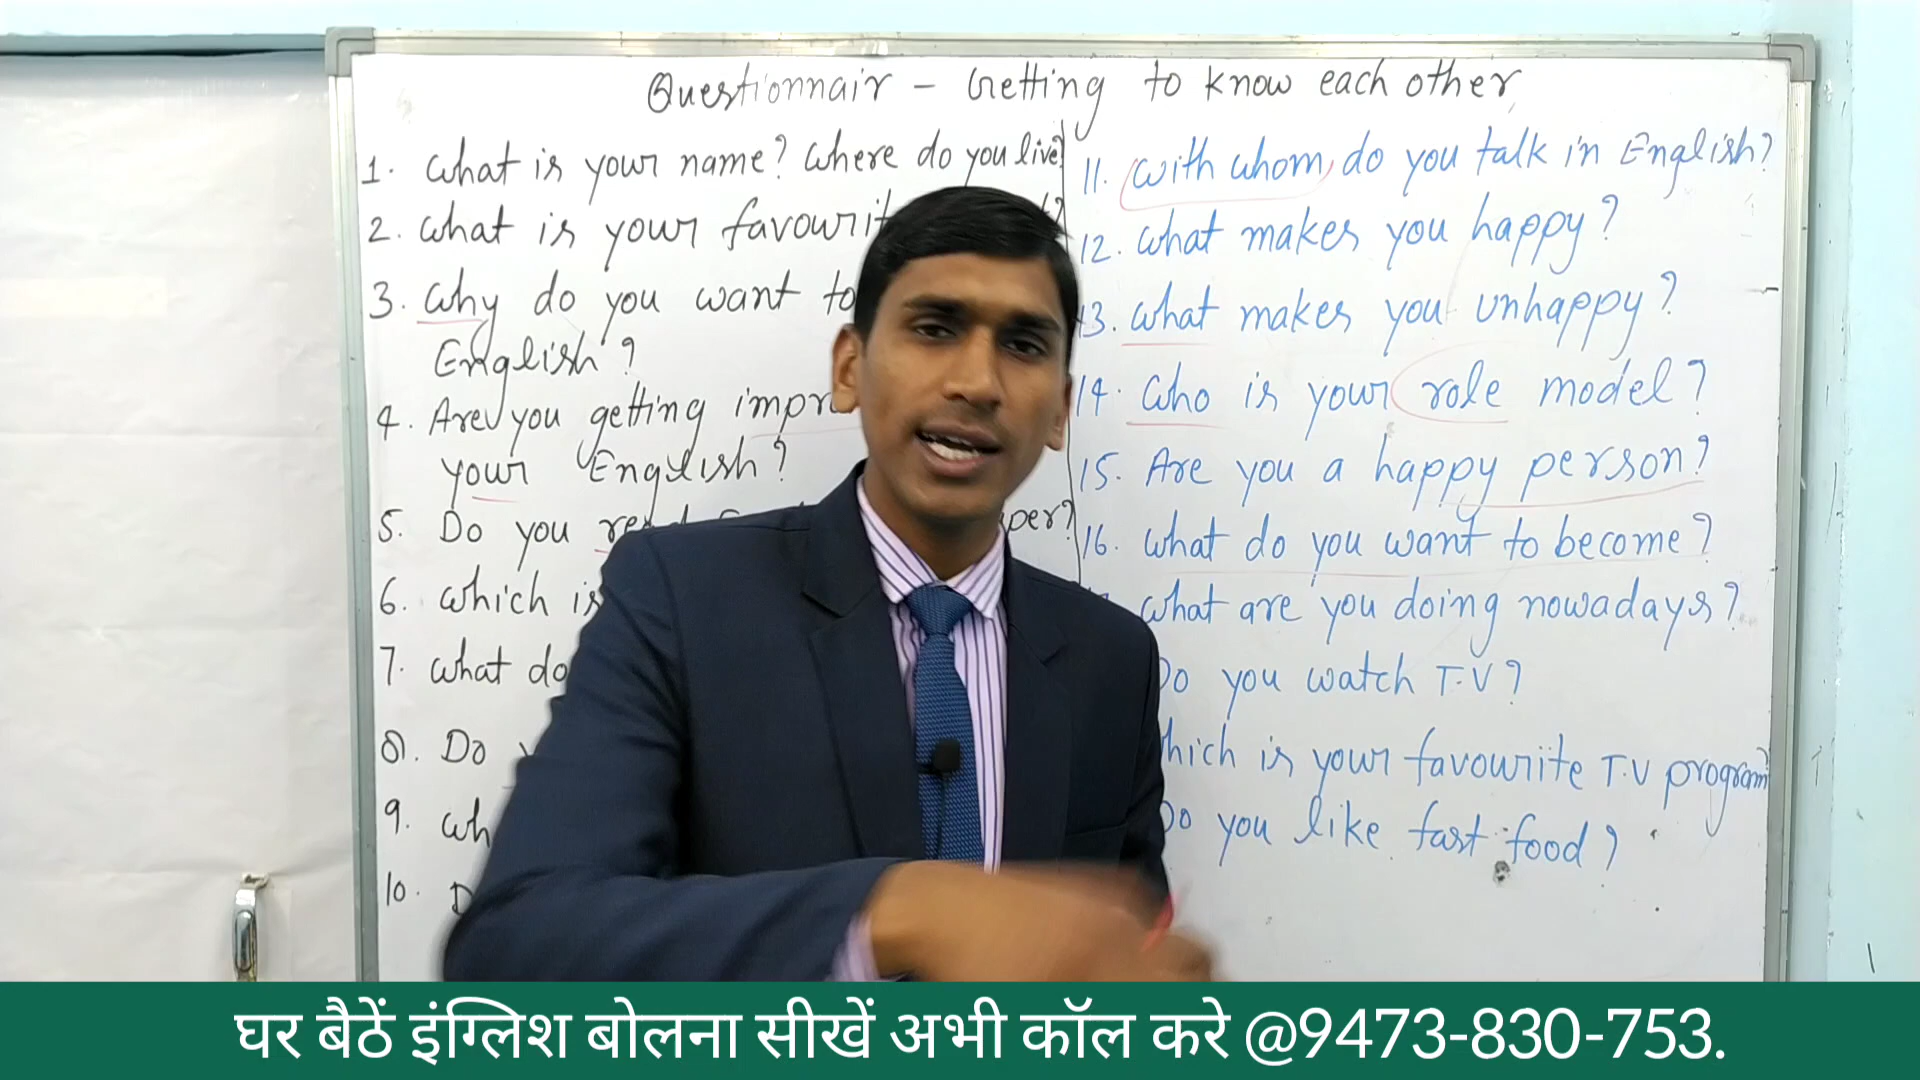 Questionnair - Getting to know each other
1. What is your name? Where do you live?
2. What is your
3. Why do you want to
English?
4. Are you getting
your English?
5. Do you
6. Which is
7. What do
8. Do
9.
10.
11. With whom, do you talk in English?
12. What makes you happy?
13. What makes you unhappy?
14. Who is your role model?
15. Are you a happy person?
16. What do you want to become?
What are you doing nowadays?
Do you watch T.V?
is your favourite T.V program?
Do you like fast food?
घर बैठें इंग्लिश बोलना सीखें अभी कॉल करे @9473-830-753.